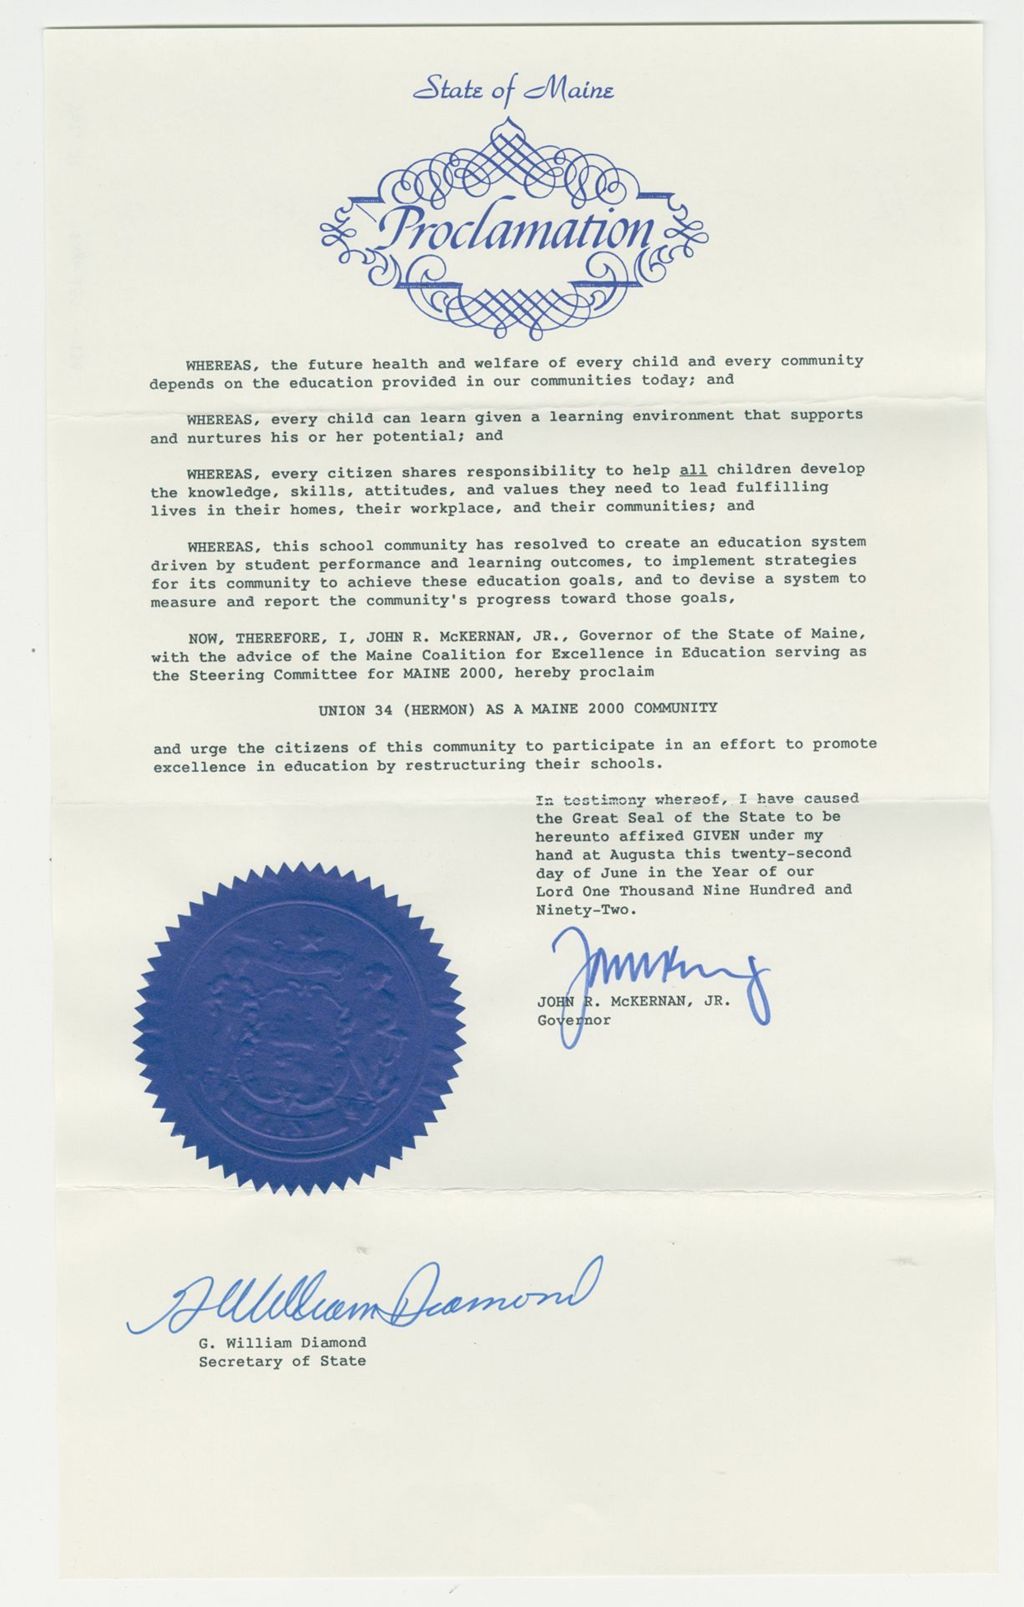 State of Maine
Proclamation
WHEREAS, the future health and welfare of every child and every community
depends on the education provided in our communities today; and
WHEREAS, every child can learn given a learning environment that supports
and nurtures his or her potential; and
WHEREAS, every citizen shares responsibility to help all children develop
the knowledge, skills, attitudes, and values they need to lead fulfilling
lives in their homes, their workplace, and their communities; and
WHEREAS, this school community has resolved to create an education system
driven by student performance and learning outcomes, to implement strategies
for its community to achieve these education goals, and to devise a system to
measure and report the community's progress toward those goals,
NOW, THEREFORE, I, JOHN R. McKERNAN, JR., Governor of the State of Maine,
with the advice of the Maine Coalition for Excellence in Education serving as
the Steering Committee for MAINE 2000, hereby proclaim
UNION 34 (HERMON) AS A MAINE 2000 COMMUNITY
and urge the citizens of this community to participate in an effort to promote
excellence in education by restructuring their schools.
In testimony whereof, I have caused
the Great Seal of the State to be
hereunto affixed GIVEN under my
hand at Augusta this twenty-second
day of June in the Year of our
Lord One Thousand Nine Hundred and
Ninety-Two.
JOHN R. McKERNAN, JR.
Governor
G William Diamond
G. William Diamond
Secretary of State